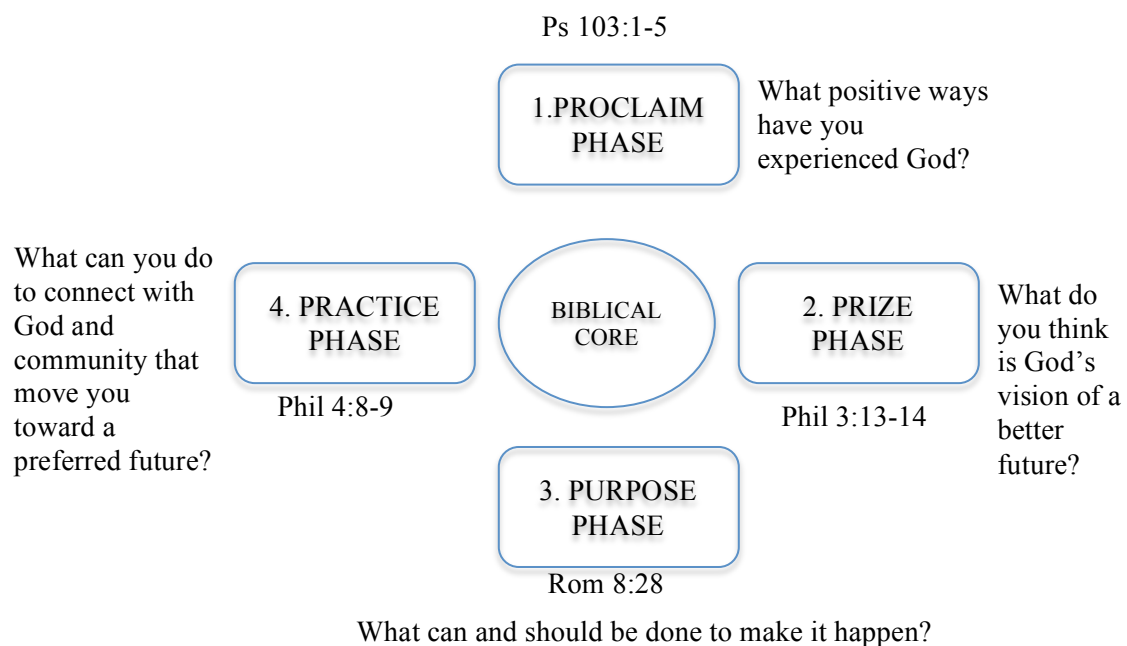 Ps 103:1-5
1.PROCLAIM
PHASE
What positive ways
have you
experienced God?
What can you do
to connect with
God and
community that
move you
toward a
preferred future?
4. PRACTICE
PHASE
Phil 4:8-9
BIBLICAL
CORE
2. PRIZE
PHASE
Phil 3:13-14
What do
you think
is God’s
vision of a
better
future?
3. PURPOSE
PHASE
Rom 8:28
What can and should be done to make it happen?